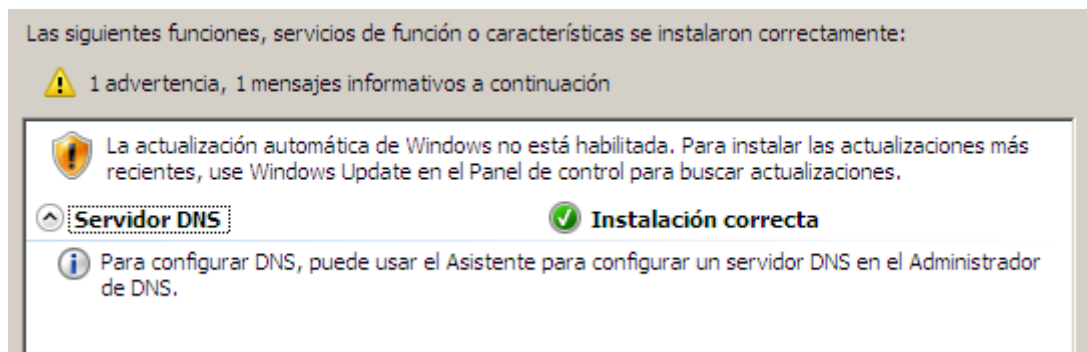 Las siguientes funciones, servicios de función o características se instalaron correctamente:
1 advertencia, 1 mensajes informativos a continuación
La actualización automática de Windows no está habilitada. Para instalar las actualizaciones más
recientes, use Windows Update en el Panel de control para buscar actualizaciones.
Servidor DNS Instalación correcta
Para configurar DNS, puede usar el Asistente para configurar un servidor DNS en el Administrador
de DNS.